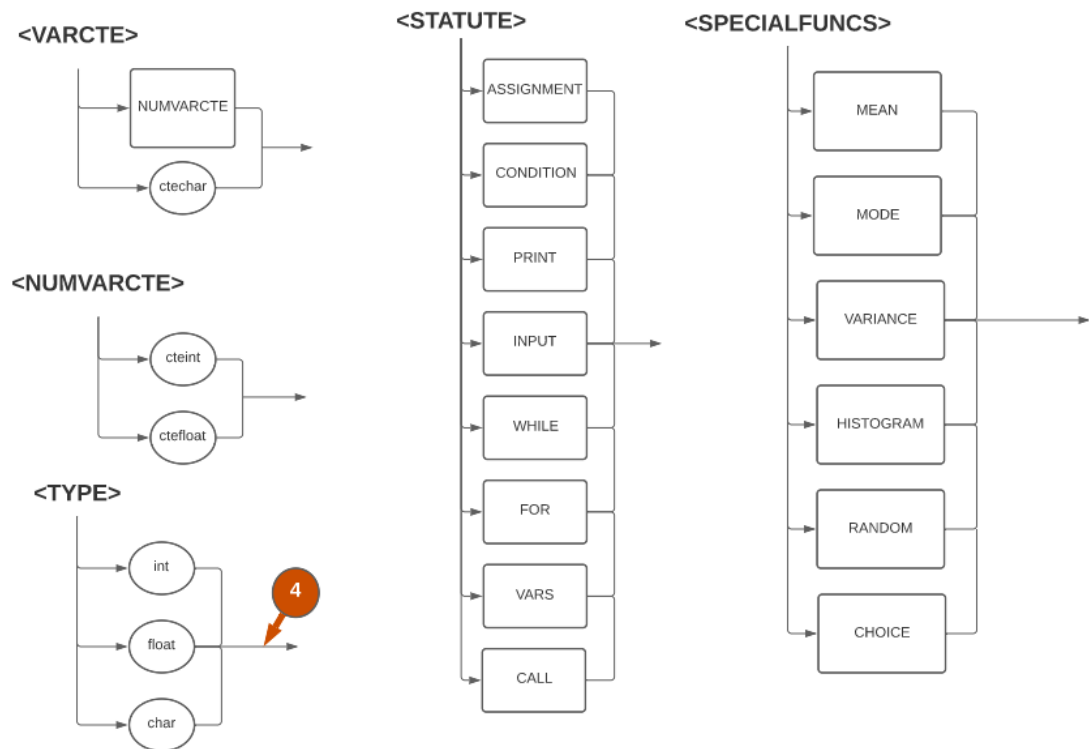 <VARCTE>
NUMVARCTE
ctechar
<NUMVARCTE>
cteint
ctefloat
<TYPE>
int
float
char
4
<STATUTE>
ASSIGNMENT
CONDITION
PRINT
INPUT
WHILE
FOR
VARS
CALL
<SPECIALFUNCS>
MEAN
MODE
VARIANCE
HISTOGRAM
RANDOM
CHOICE